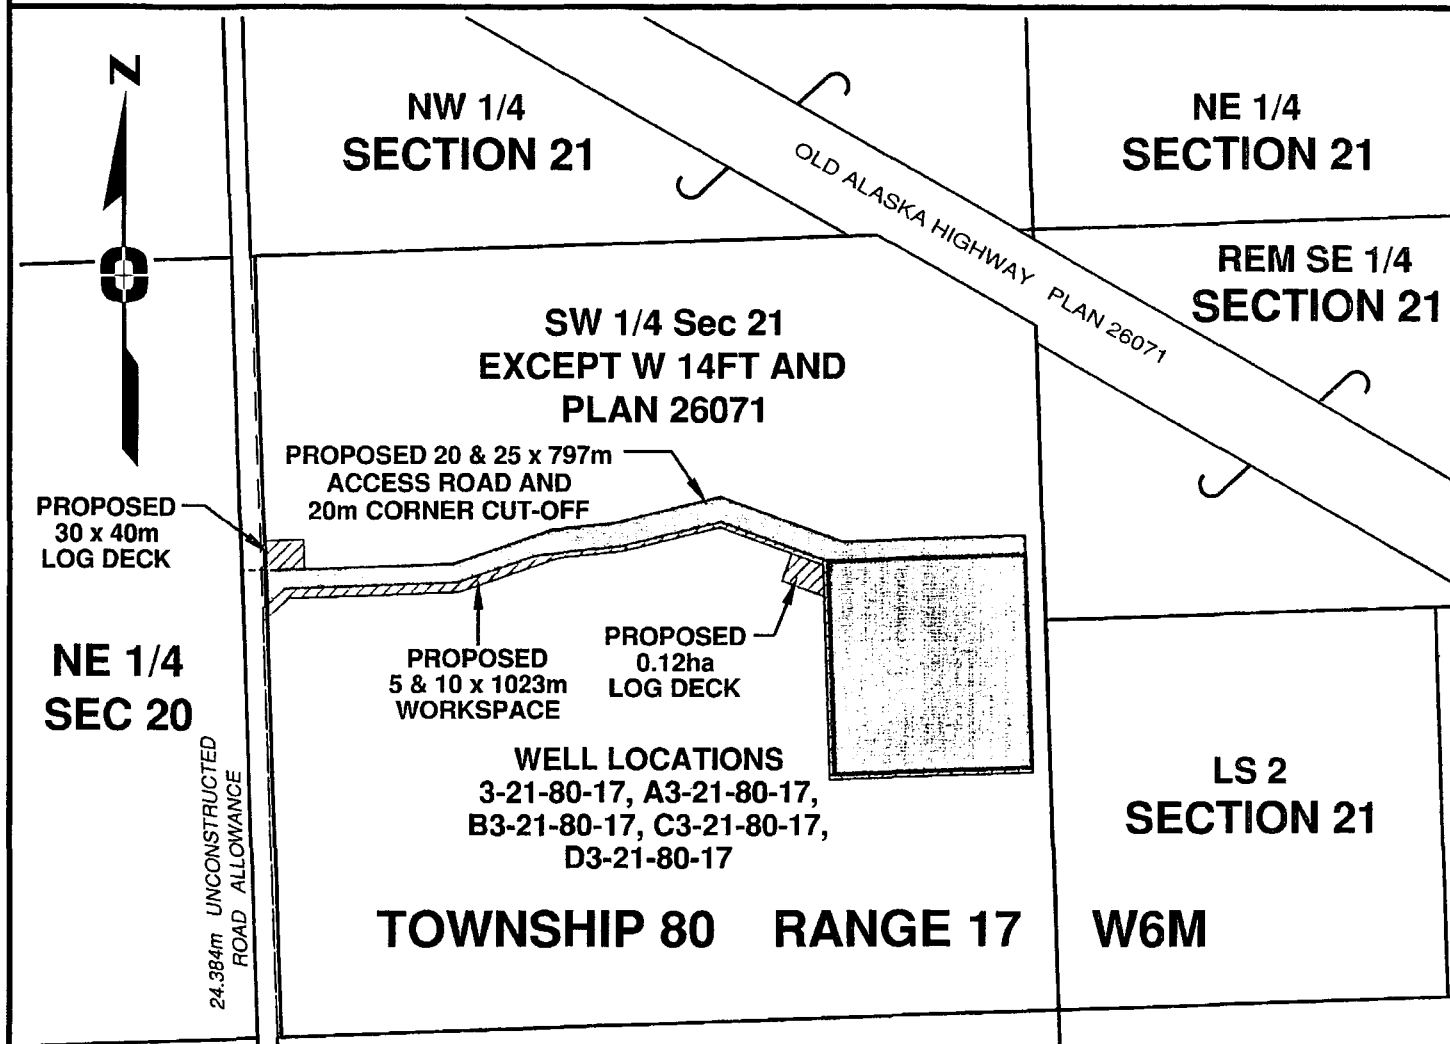 N
NW 1/4
SECTION 21
NE 1/4
SECTION 21
OLD ALASKA HIGHWAY PLAN 26071
REM SE 1/4
SECTION 21
SW 1/4 Sec 21
EXCEPT W 14FT AND
PLAN 26071
PROPOSED 20 & 25 x 797m
ACCESS ROAD AND
20m CORNER CUT-OFF
PROPOSED
30 x 40m
LOG DECK
NE 1/4
SEC 20
PROPOSED
5 & 10 x 1023m
WORKSPACE
PROPOSED
0.12ha
LOG DECK
24.384m UNCONSTRUCTED
ROAD ALLOWANCE
WELL LOCATIONS
3-21-80-17, A3-21-80-17,
B3-21-80-17, C3-21-80-17,
D3-21-80-17
LS 2
SECTION 21
TOWNSHIP 80 RANGE 17 W6M